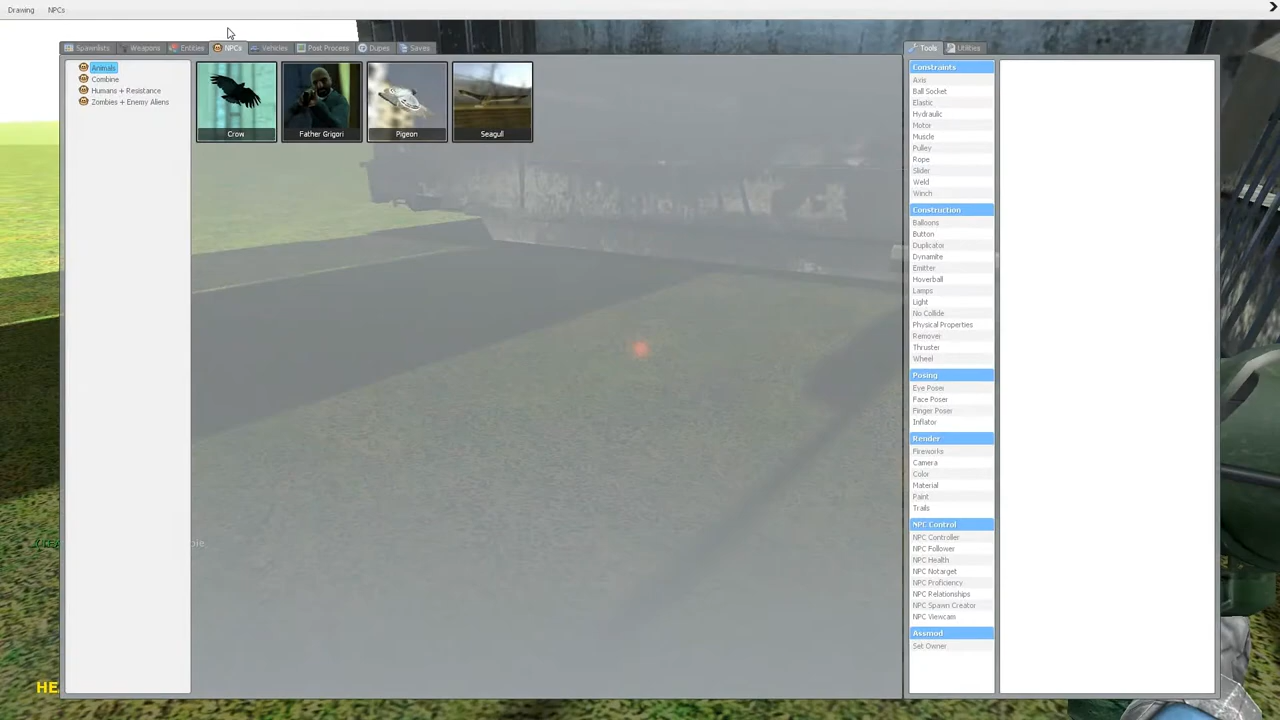 Drawing NPCs
Spawnlists Weapons Entities NPCs Vehicles Post Process Dupes Saves
Animals
Combine
Humans + Resistance
Zombies + Enemy Aliens
Crow Father Grigori Pigeon Seagull
Tools Utilities
Constraints
Axis
Ball Socket
Elastic
Hydraulic
Motor
Muscle
Pulley
Rope
Slider
Weld
Winch
Construction
Balloons
Button
Duplicator
Dynamite
Emitter
Hoverball
Lamps
Light
No Collide
Physical Properties
Remover
Thruster
Wheel
Posing
Eye Poser
Face Poser
Finger Poser
Inflator
Render
Fireworks
Camera
Color
Material
Paint
Trails
NPC Control
NPC Controller
NPC Follower
NPC Health
NPC Notarget
NPC Proficiency
NPC Relationships
NPC Spawn Creator
NPC Viewcam
Assmod
Set Owner
HE